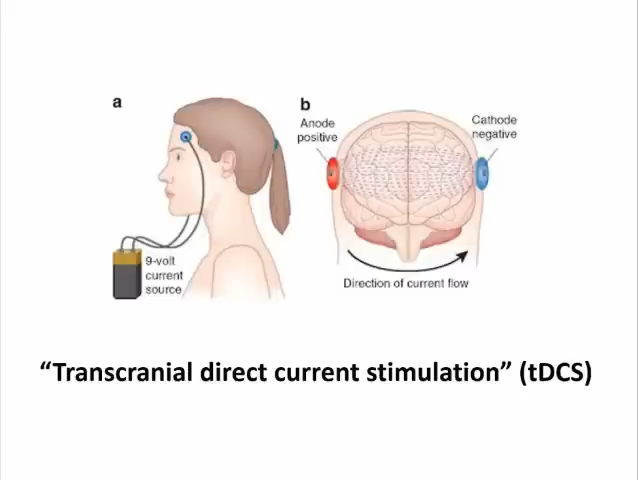 a
9-volt
current
source
b
Anode
positive
Cathode
negative
Direction of current flow
“Transcranial direct current stimulation” (tDCS)